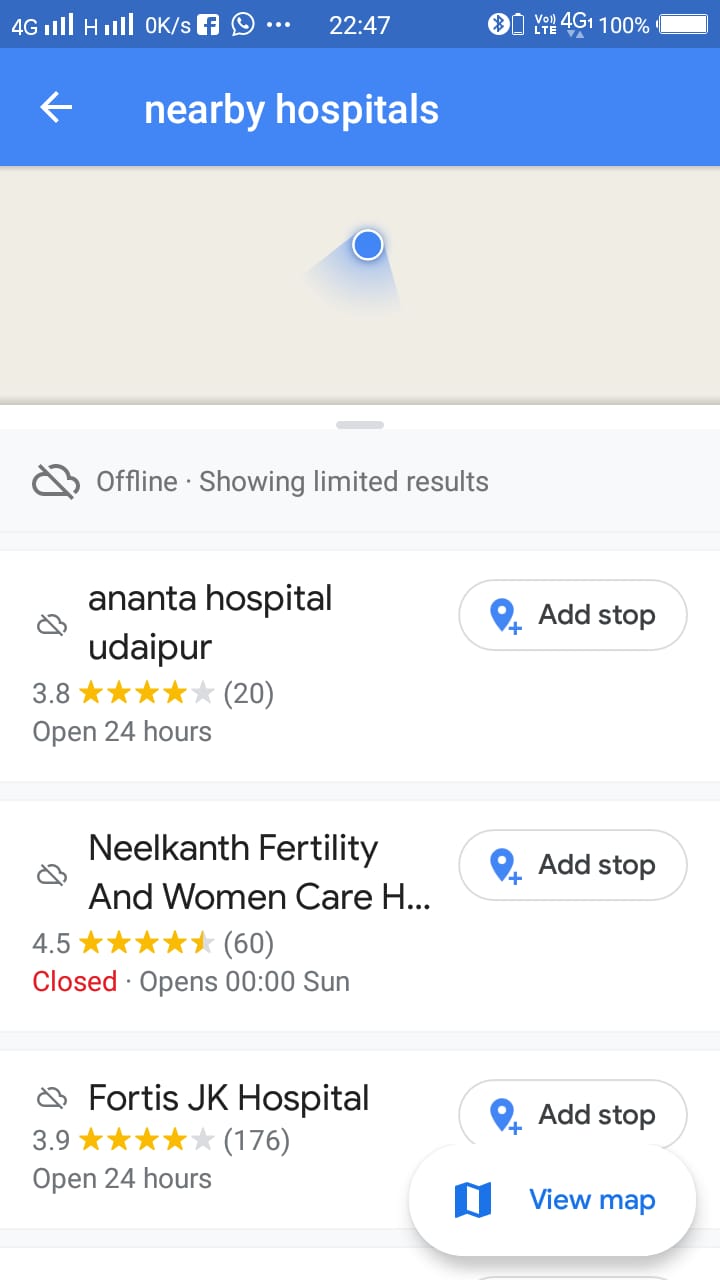 4G H 0K/s ... 22:47 Vo)) LTE 4G1 100%
nearby hospitals
Offline · Showing limited results
ananta hospital
udaipur
Add stop
3.8 (20)
Open 24 hours
Neelkanth Fertility
And Women Care H...
Add stop
4.5 (60)
Closed · Opens 00:00 Sun
Fortis JK Hospital
Add stop
3.9 (176)
Open 24 hours
View map